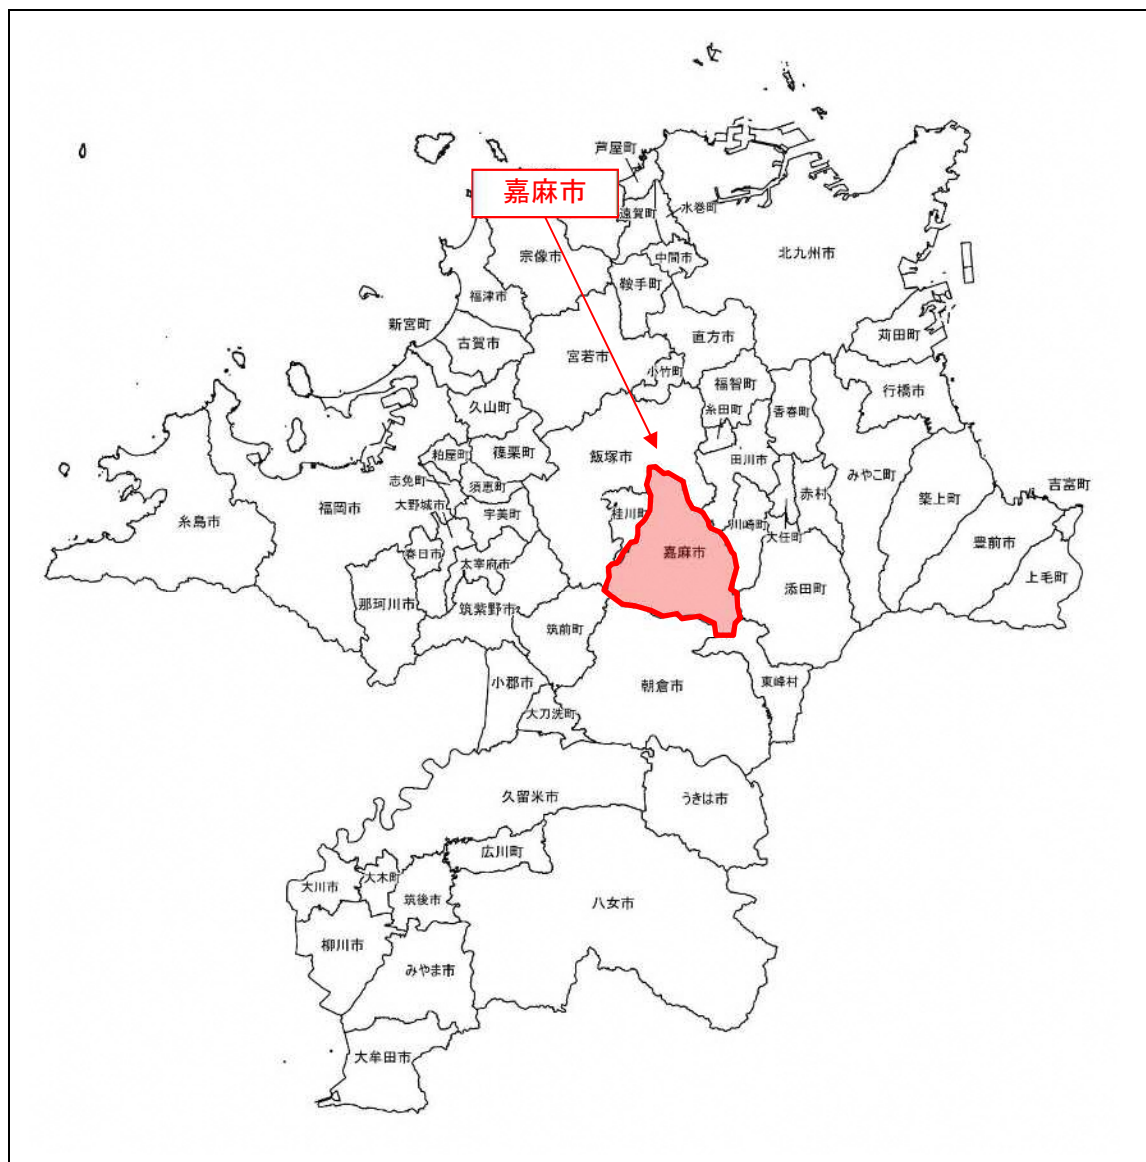 芦屋町
嘉麻市
遠賀町
水巻町
宗像市
中間市
北九州市
鞍手町
福津市
新宮町
古賀市
宮若市
直方市
苅田町
小竹町
福智町
行橋市
久山町
糸田町
香春町
粕屋町
篠栗町
飯塚市
田川市
みやこ町
志免町
須恵町
赤村
築上町
吉富町
糸島市
福岡市
大野城市
宇美町
桂川町
川崎町
大任町
豊前市
春日市
太宰府市
嘉麻市
上毛町
那珂川市
筑紫野市
添田町
筑前町
小郡市
朝倉市
東峰村
大刀洗町
久留米市
うきは市
広川町
大川市
大木町
筑後市
八女市
柳川市
みやま市
大牟田市